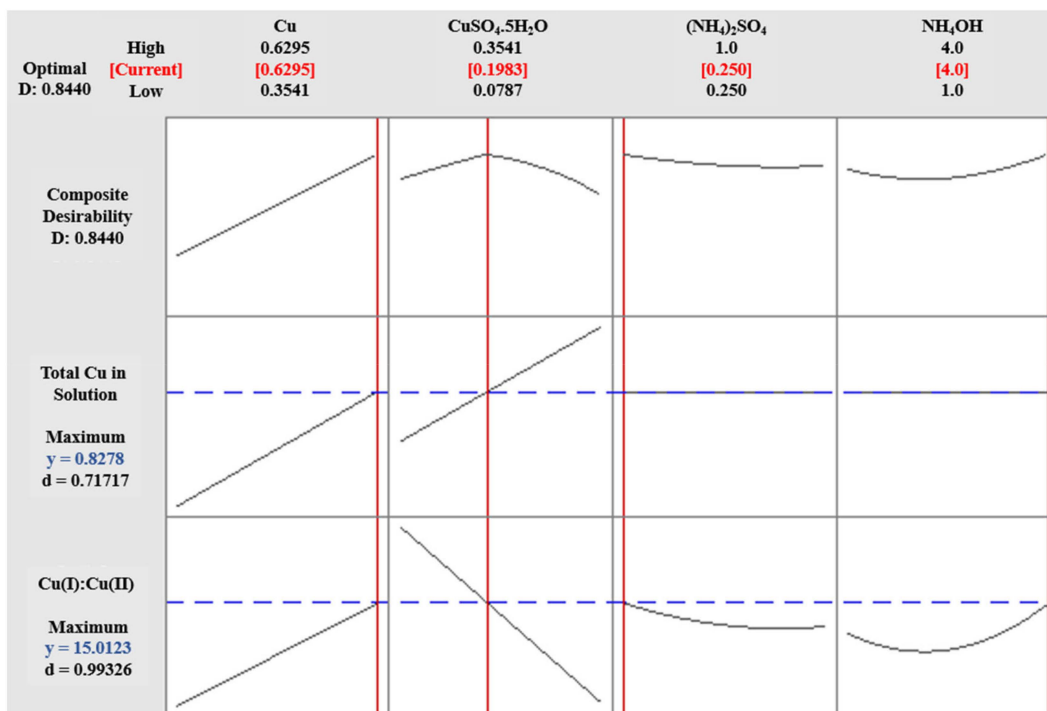 Cu CuSO₄.5H₂O (NH₄)₂SO₄ NH₄OH
High 0.6295 0.3541 1.0 4.0
Optimal [Current] [0.6295] [0.1983] [0.250] [4.0]
D: 0.8440 Low 0.3541 0.0787 0.250 1.0
Composite
Desirability
D: 0.8440
Total Cu in
Solution
Maximum
y = 0.8278
d = 0.71717
Cu(I):Cu(II)
Maximum
y = 15.0123
d = 0.99326